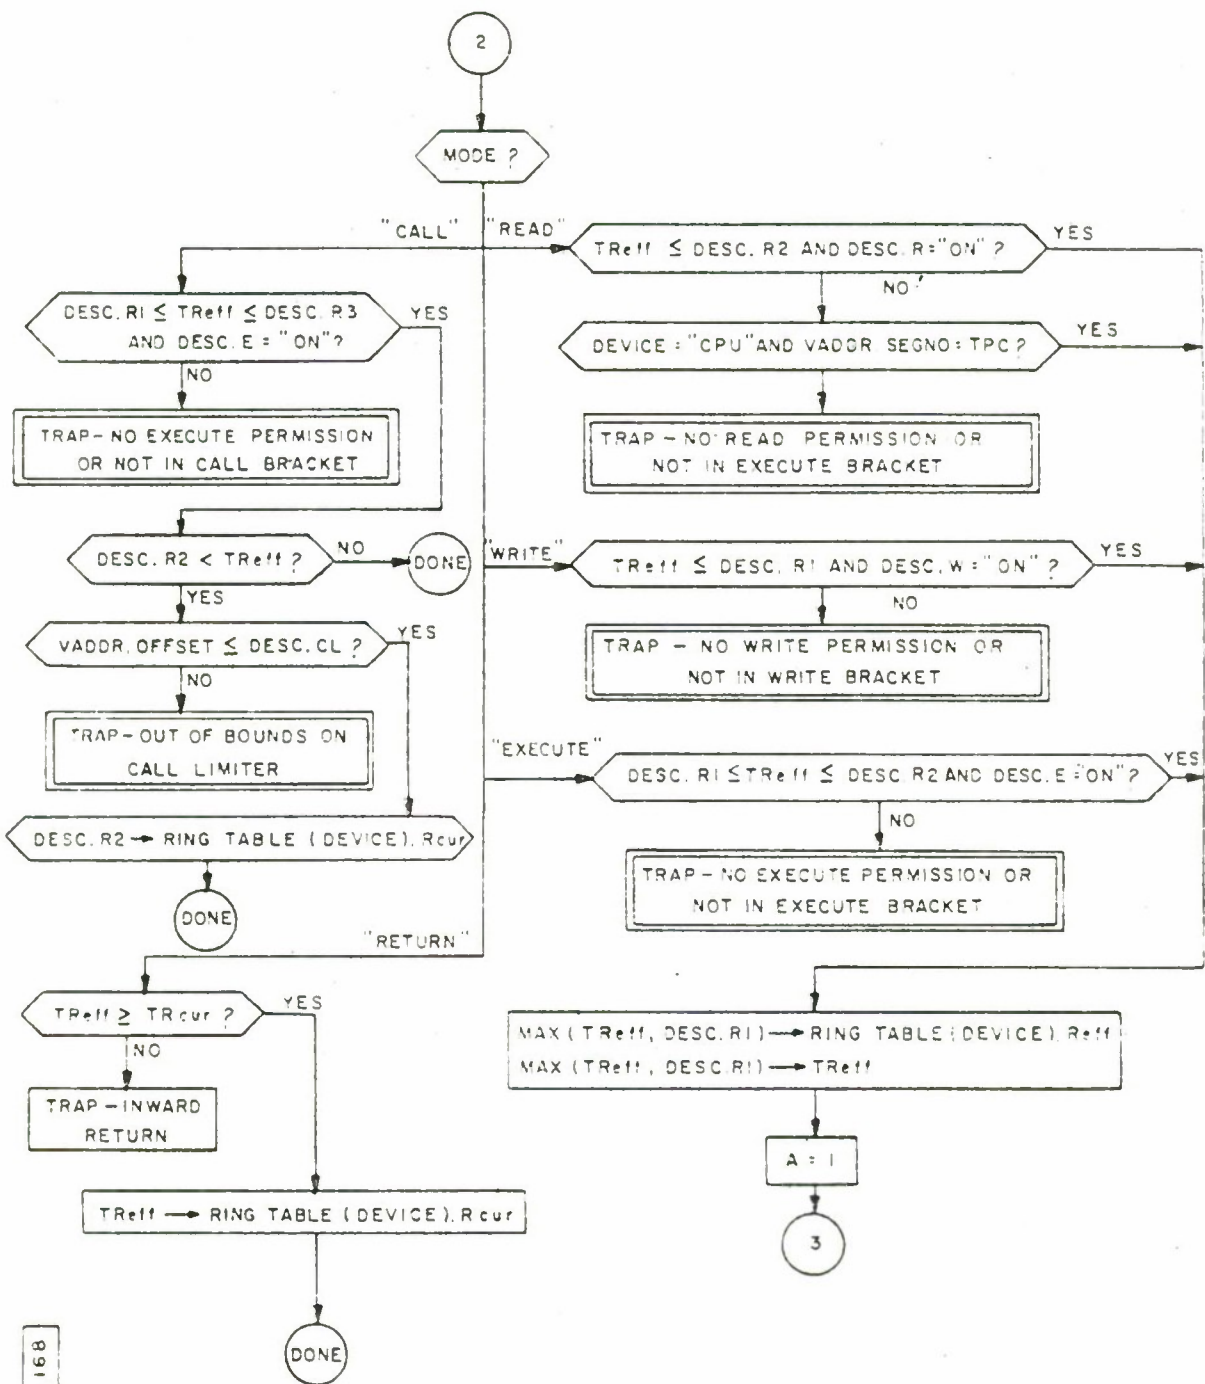 2
MODE ?
"CALL"
"READ"
TReff ≤ DESC. R2 AND DESC. R="ON" ?
YES
NO
DEVICE = "CPU" AND VADDR SEGNO = TPC ?
YES
TRAP - NO READ PERMISSION OR
NOT IN EXECUTE BRACKET
DESC. R1 ≤ TReff ≤ DESC. R3
AND DESC. E = "ON" ?
YES
NO
TRAP - NO EXECUTE PERMISSION
OR NOT IN CALL BRACKET
DESC. R2 < TReff ?
NO
DONE
YES
VADDR. OFFSET ≤ DESC. CL ?
YES
NO
TRAP - OUT OF BOUNDS ON
CALL LIMITER
DESC. R2 → RING TABLE (DEVICE). Rcur
DONE
"WRITE"
TReff ≤ DESC. R1 AND DESC. W = "ON" ?
YES
NO
TRAP - NO WRITE PERMISSION OR
NOT IN WRITE BRACKET
"EXECUTE"
DESC. R1 ≤ TReff ≤ DESC. R2 AND DESC. E = "ON" ?
YES
NO
TRAP - NO EXECUTE PERMISSION OR
NOT IN EXECUTE BRACKET
"RETURN"
TReff ≥ TRcur ?
YES
NO
TRAP - INWARD
RETURN
TReff → RING TABLE (DEVICE). Rcur
DONE
MAX (TReff, DESC. R1) → RING TABLE (DEVICE). Reff
MAX (TReff, DESC. R1) → TReff
A = 1
3
168